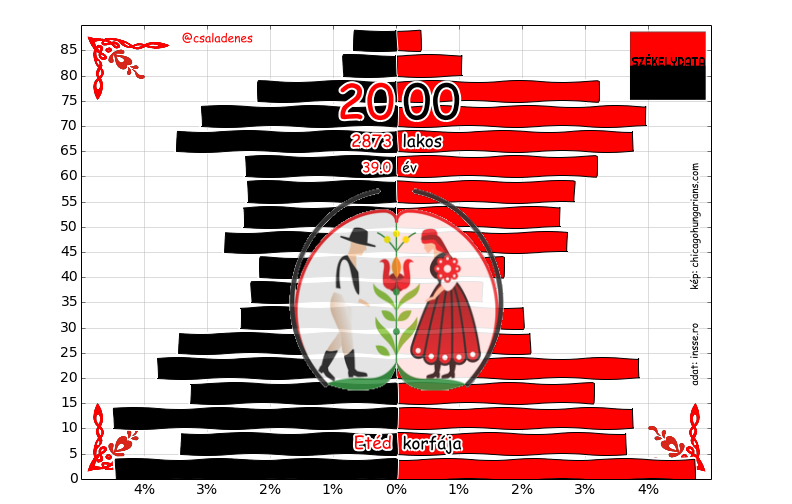 @csaladenes
SZÉKELYDATA
2000
2873 lakos
39.0 év
kép: chicagohungarians.com
adat: insse.ro
Etéd korfája
85
80
75
70
65
60
55
50
45
40
35
30
25
20
15
10
5
0
4% 3% 2% 1% 0% 1% 2% 3% 4%